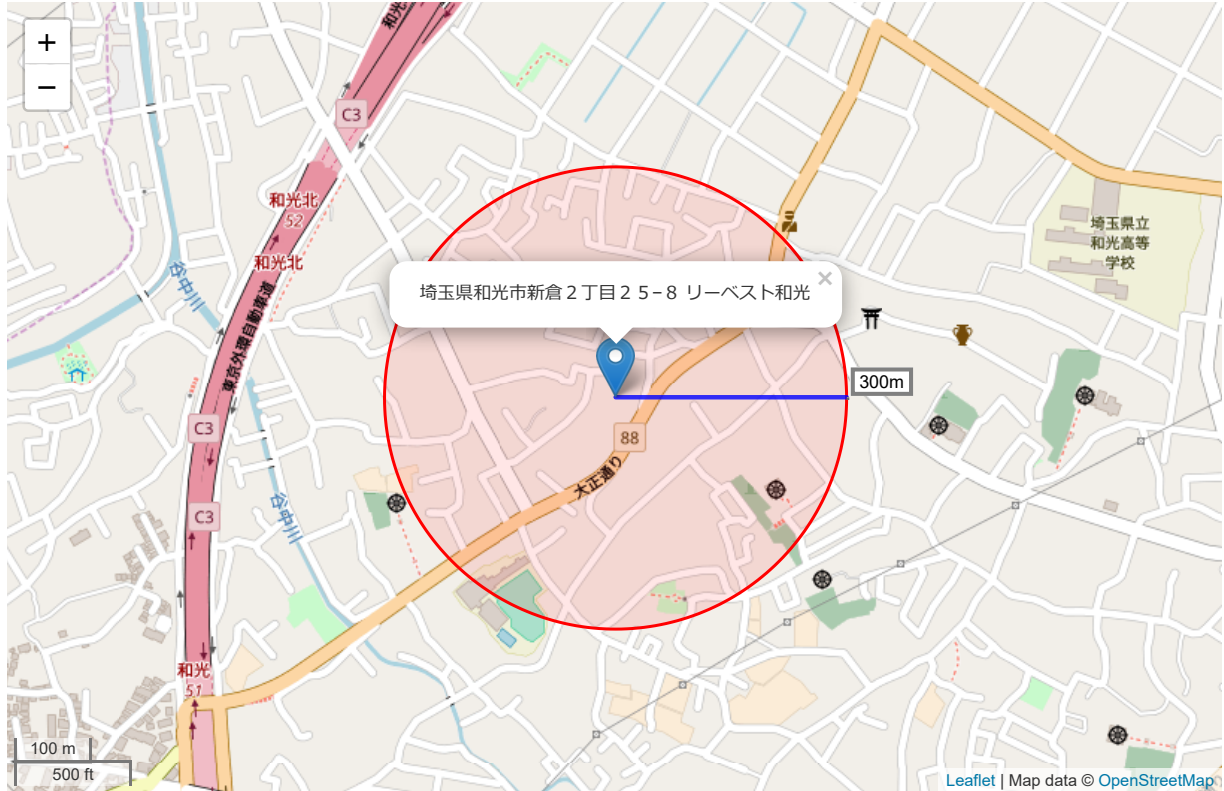 +
−
和光
C3
和光北
52
和光北
谷中川
東京外環自動車道
埼玉県立
和光高等
学校
埼玉県和光市新倉２丁目２５−８ リーベスト和光
×
300m
C3
88
大正通り
C3
谷中川
和光
51
100 m
500 ft
Leaflet | Map data © OpenStreetMap